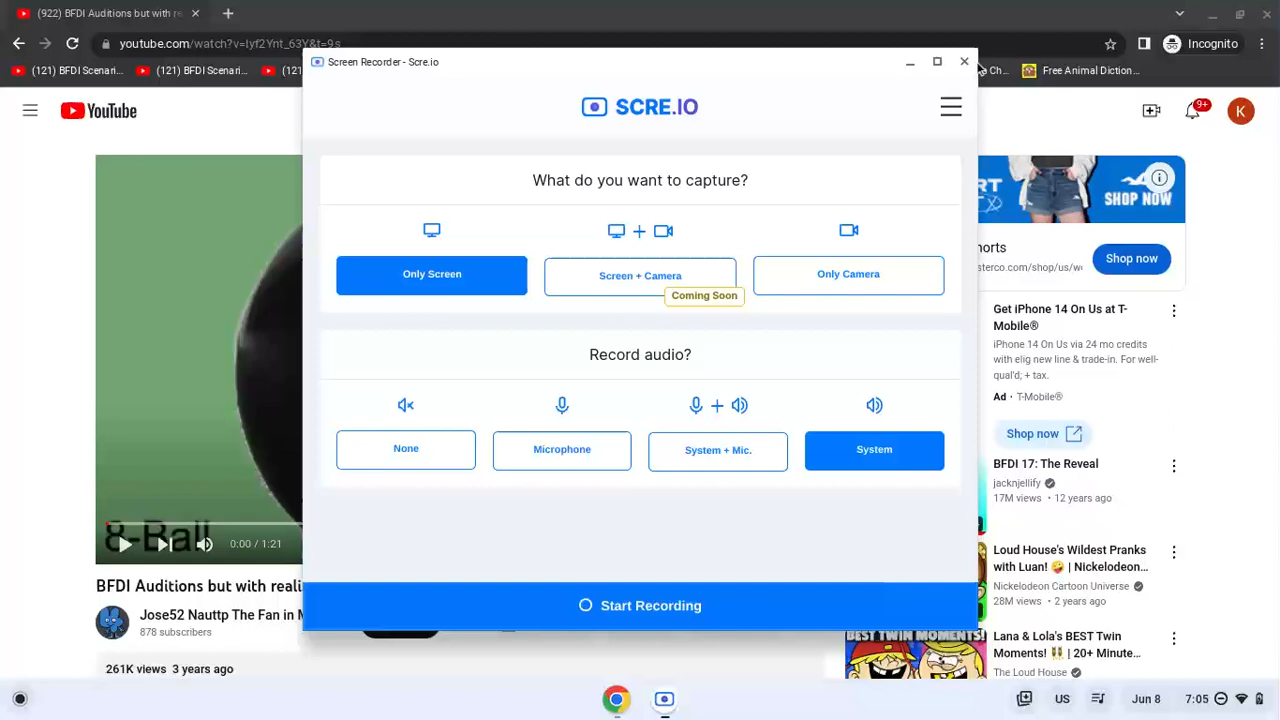 (922) BFDI Auditions but with r
youtube.com/watch?v=Iyf2Ynt_63Y&t=9s
Incognito
(121) BFDI Scenari...
(121) BFDI Scenari...
(121)
Ch...
Free Animal Diction...
Screen Recorder - Scre.io
YouTube
9+
K
SCRE.IO
What do you want to capture?
Only Screen
Screen + Camera
Only Camera
Coming Soon
Record audio?
None
Microphone
System + Mic.
System
Start Recording
SHOP NOW
Shop now
Get iPhone 14 On Us at T-
Mobile®
iPhone 14 On Us via 24 mo credits
with elig new line & trade-in. For well-
qual'd; + tax.
Ad · T-Mobile®
Shop now
BFDI 17: The Reveal
jacknjellify
17M views · 12 years ago
Loud House's Wildest Pranks
with Luan! 🤪 | Nickelodeon...
Nickelodeon Cartoon Universe
28M views · 2 years ago
BEST TWIN MOMENTS!
Lana & Lola's BEST Twin
Moments! 👯 | 20+ Minute...
The Loud House
8-Ball
0:00 / 1:21
BFDI Auditions but with reali
Jose52 Nauttp The Fan in M
878 subscribers
261K views 3 years ago
US
Jun 8
7:05